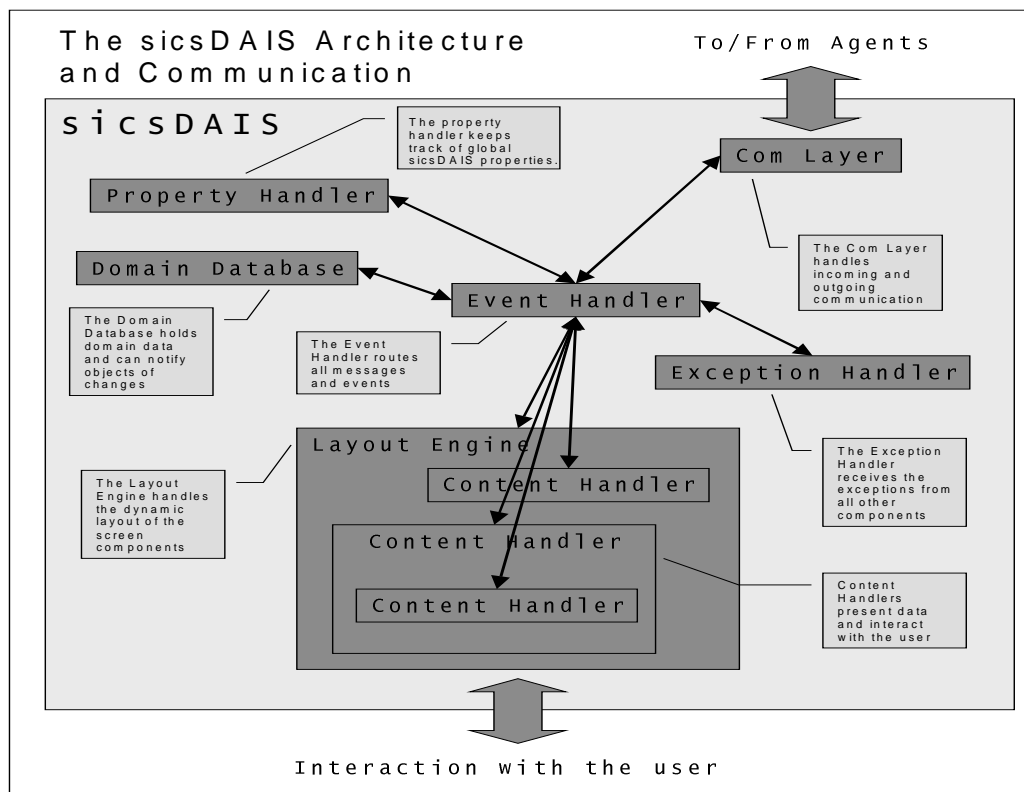 The sicsDAIS Architecture
and Communication
To/From Agents
sicsDAIS
The property
handler keeps
track of global
sicsDAIS properties.
Com Layer
Property Handler
The Com Layer
handles
incoming and
outgoing
communication
Domain Database
Event Handler
The Domain
Database holds
domain data
and can notify
objects of
changes
The Event
Handler routes
all messages
and events
Exception Handler
Layout Engine
The Layout
Engine handles
the dynamic
layout of the
screen
components
Content Handler
The Exception
Handler
receives the
exceptions from
all other
components
Content Handler
Content Handler
Content
Handlers
present data
and interact
with the user
Interaction with the user